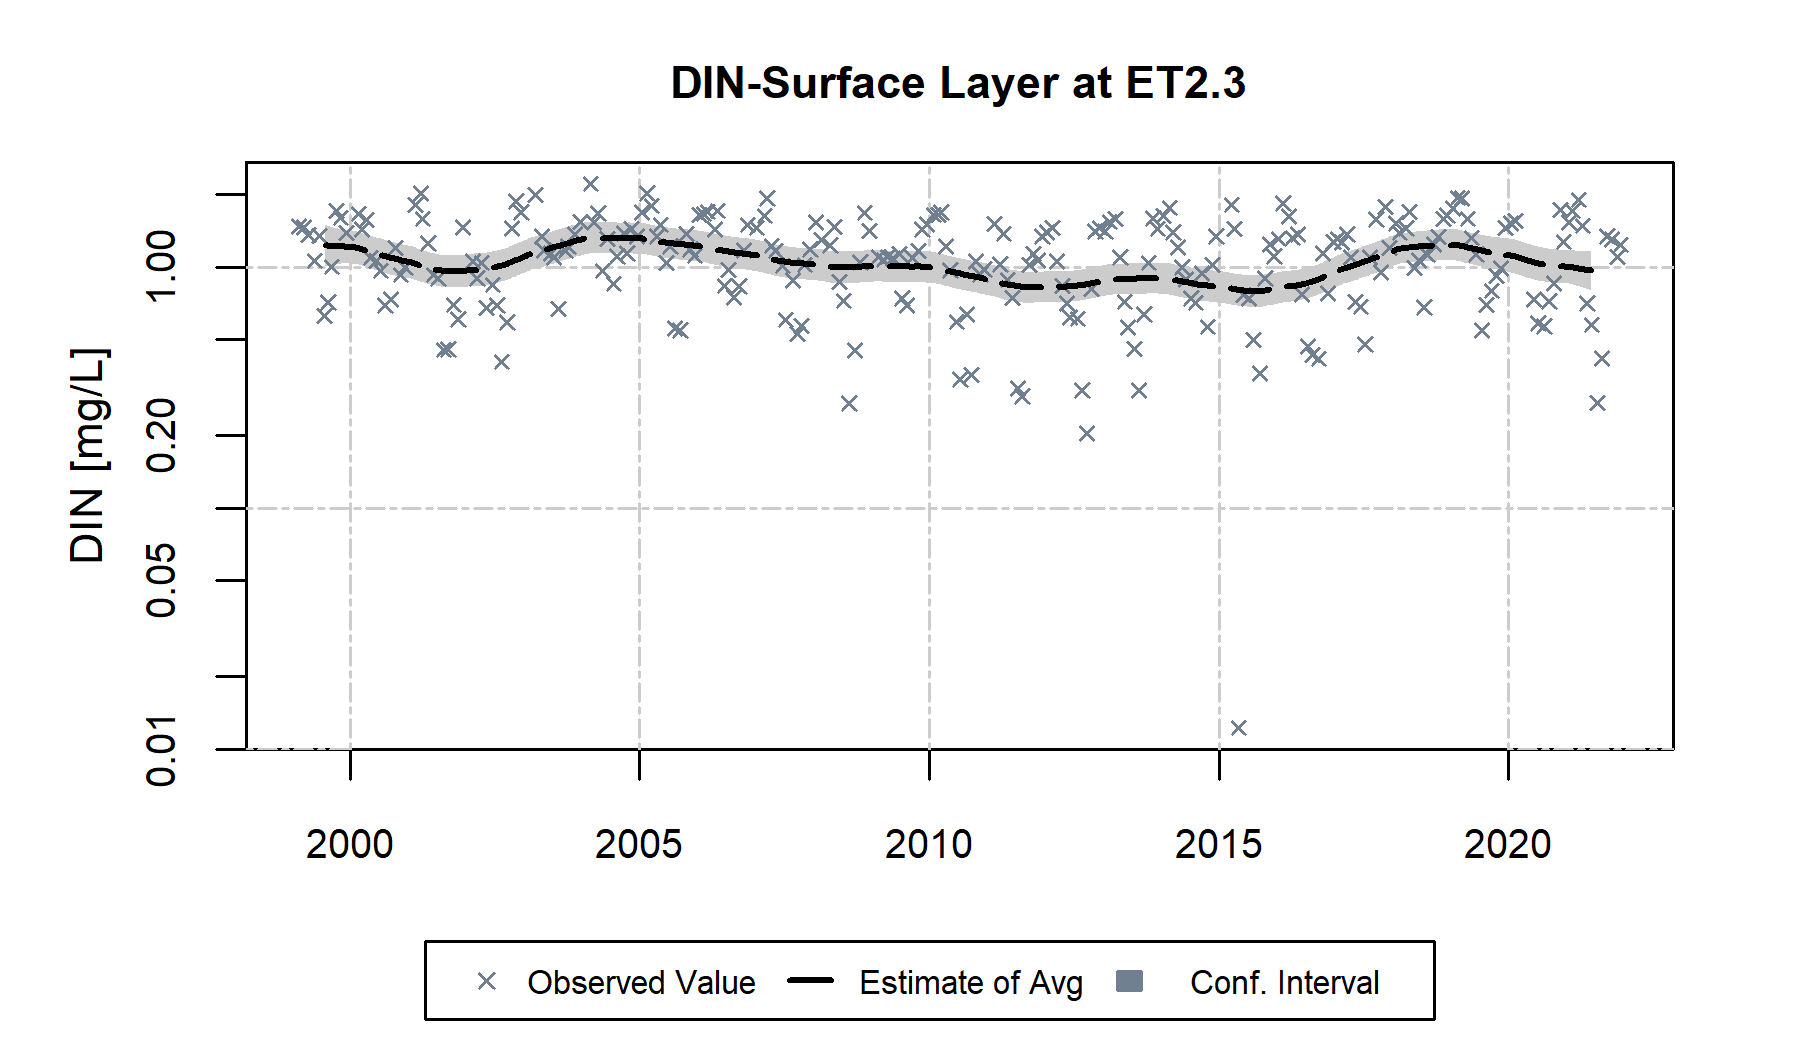 DIN-Surface Layer at ET2.3
DIN [mg/L]
1.00
0.20
0.05
0.01
2000 2005 2010 2015 2020
Observed Value Estimate of Avg Conf. Interval